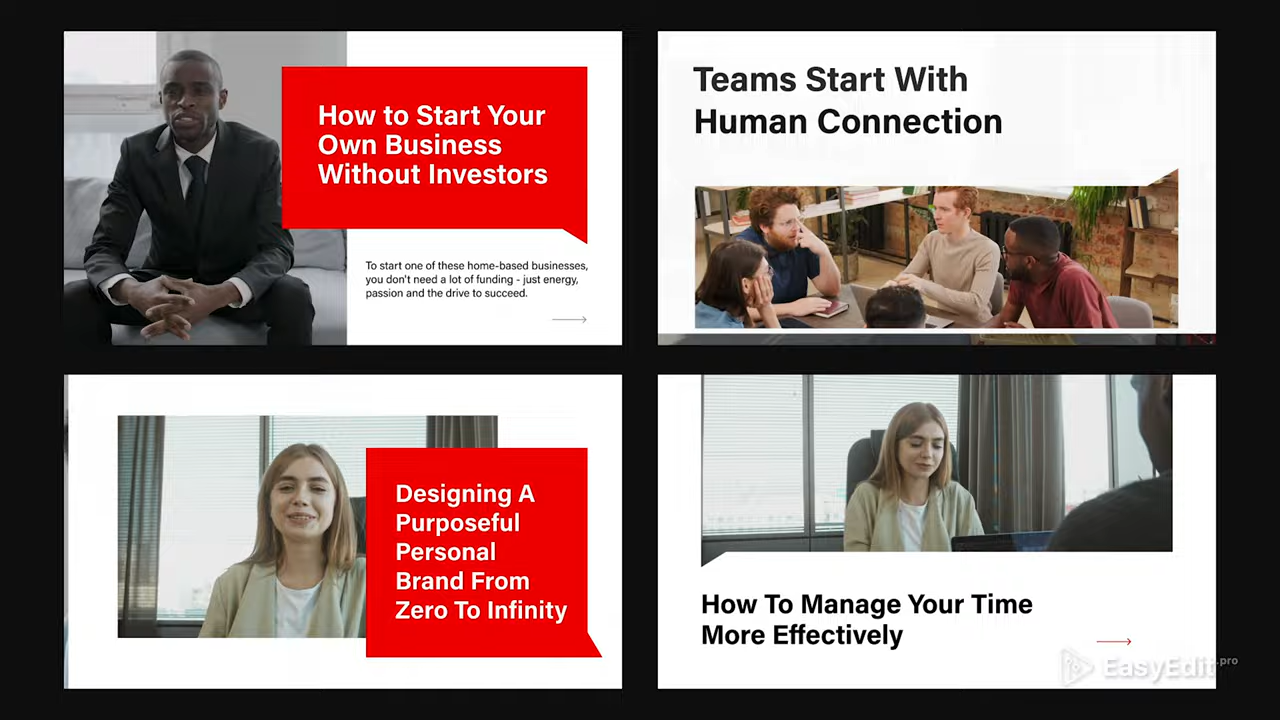 How to Start Your
Own Business
Without Investors
To start one of these home-based businesses,
you don't need a lot of funding - just energy,
passion and the drive to succeed.
Teams Start With
Human Connection
Designing A
Purposeful
Personal
Brand From
Zero To Infinity
How To Manage Your Time
More Effectively
EasyEdit.pro